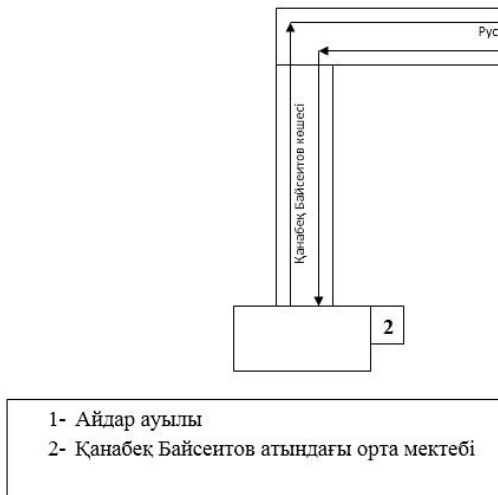 Рус
Қанабек Байсеитов көшесі
2
1- Айдар ауылы
2- Қанабек Байсеитов атындағы орта мектебі